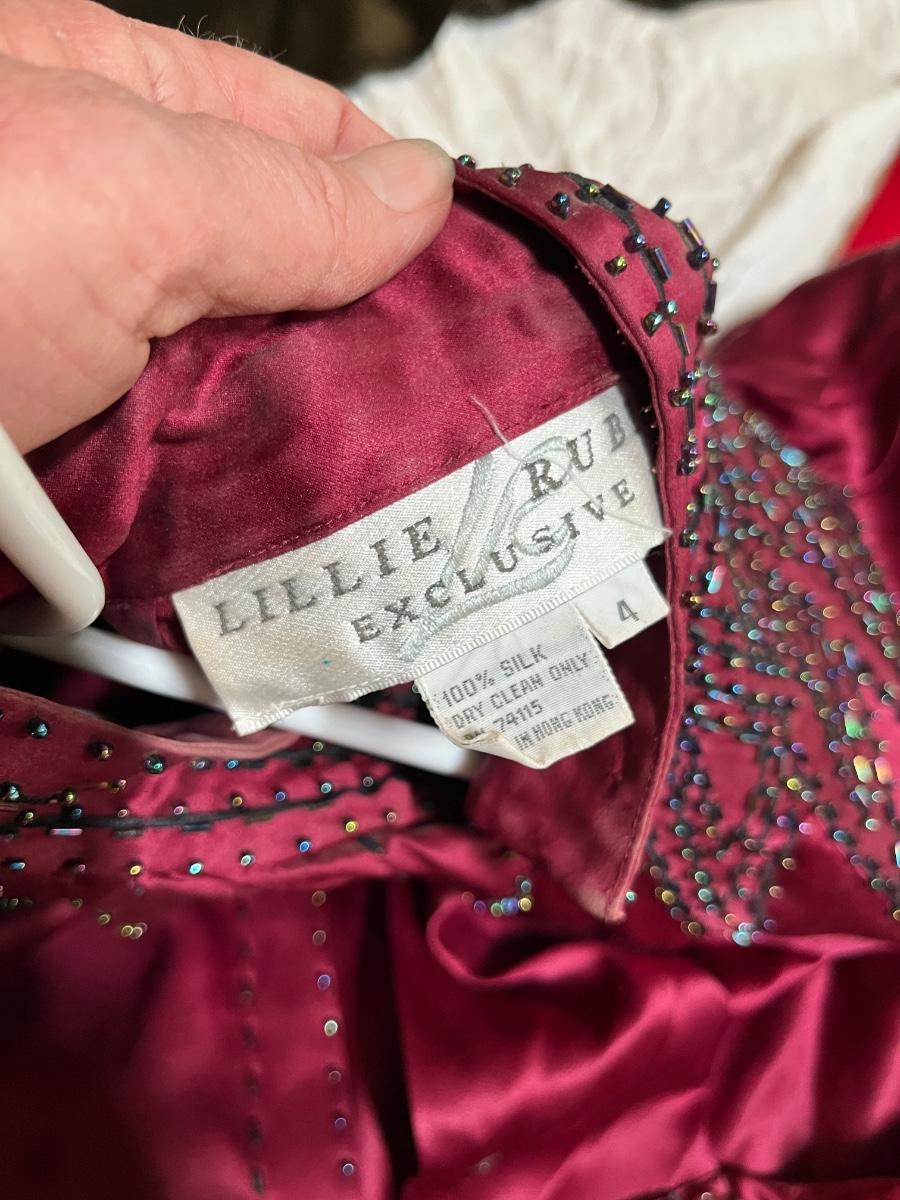 LILLIE RUB
EXCLUSIVE
4
100% SILK
DRY CLEAN ONLY
74115
IN HONG KONG